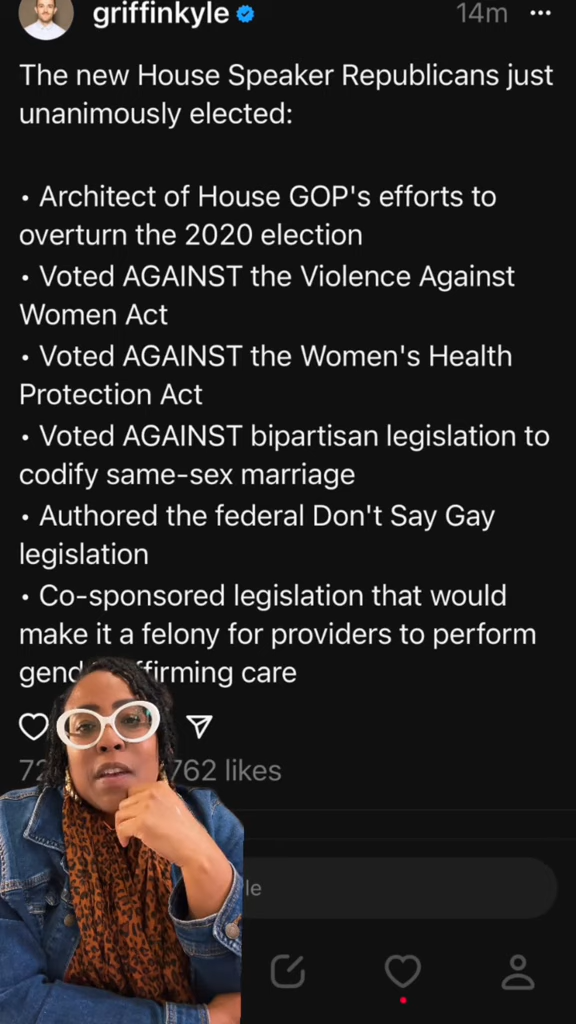 griffinkyle 14m
The new House Speaker Republicans just
unanimously elected:
• Architect of House GOP's efforts to
overturn the 2020 election
• Voted AGAINST the Violence Against
Women Act
• Voted AGAINST the Women's Health
Protection Act
• Voted AGAINST bipartisan legislation to
codify same-sex marriage
• Authored the federal Don't Say Gay
legislation
• Co-sponsored legislation that would
make it a felony for providers to perform
care
762 likes